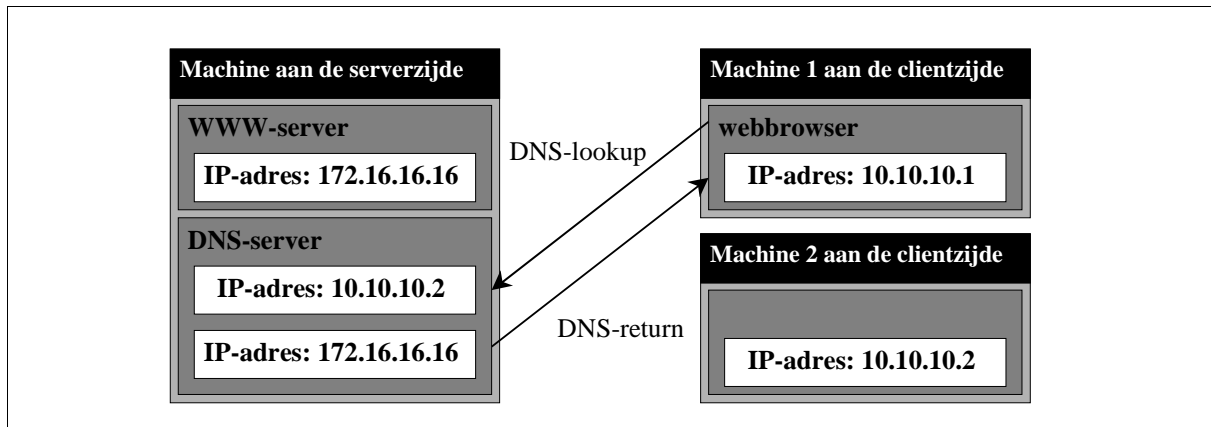 Machine aan de serverzijde
WWW-server
IP-adres: 172.16.16.16
DNS-server
IP-adres: 10.10.10.2
IP-adres: 172.16.16.16
DNS-lookup
DNS-return
Machine 1 aan de clientzijde
webbrowser
IP-adres: 10.10.10.1
Machine 2 aan de clientzijde
IP-adres: 10.10.10.2